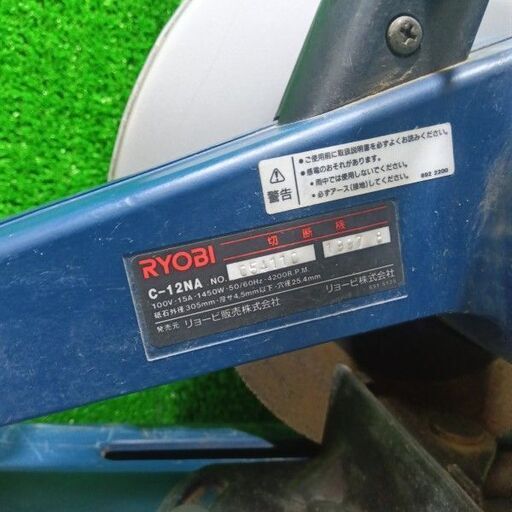 警告
・ご使用前に取扱説明書を必ずよくお読みください。
・感電のおそれがあります。
・雨中では使用しないでください。
・必ずアース(接地)してください。
892 2200
RYOBI 切断機
C-12NA NO.
100V・15A・1450W・50/60Hz・4200R.P.M.
砥石外径305mm・厚サ4.5mm以下・穴径25.4mm
発売元 リョービ販売株式会社 リョービ株式会社